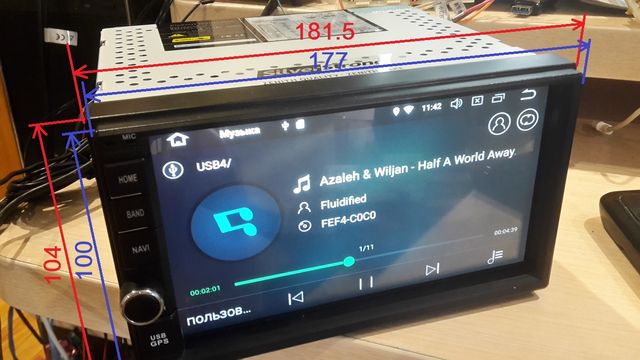 181.5
177
Silverstrong
MIC
Музыка
11:42
HOME
USB4/
Azaleh & Wiljan - Half A World Away.
BAND
Fluidified
FEF4-C0C0
NAVI
1/11
00:02:01
00:04:39
104
100
ПОЛЬЗОВ...
USB
GPS